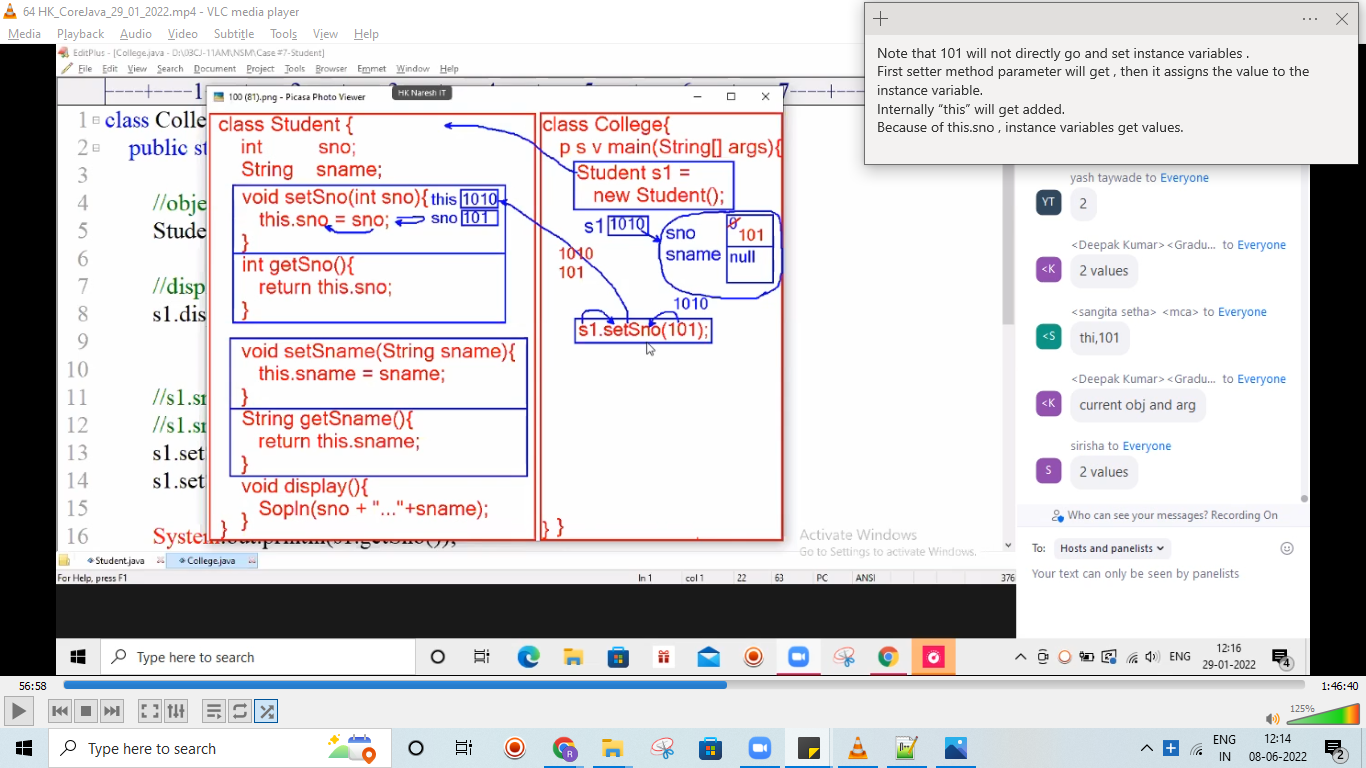 64 HK_CoreJava_29_01_2022.mp4 - VLC media player
Media Playback Audio Video Subtitle Tools View Help
EditPlus - [College.java - D:\03CJ-11AM\NSM\Case #7-Student]
File Edit View Search Document Project Tools Browser Emmet Window Help
100 (81).png - Picasa Photo Viewer
HK Naresh IT
1 class Colle
2 public st
3
4 //obje
5 Stude
6
7 //disp
8 s1.dis
9
10
11 //s1.sr
12 //s1.sr
13 s1.set
14 s1.set
15
16 System.out.println(s1.getSno());
class Student {
int sno;
String sname;
void setSno(int sno){ this 1010
this.sno = sno; sno 101
}
int getSno(){
return this.sno;
}
void setSname(String sname){
this.sname = sname;
}
String getSname(){
return this.sname;
}
void display(){
Sopln(sno + "..."+sname);
}
}
class College{
p s v main(String[] args){
Student s1 =
new Student();
s1 1010
sno 0 101
sname null
1010
101
1010
s1.setSno(101);
} }
Note that 101 will not directly go and set instance variables .
First setter method parameter will get , then it assigns the value to the
instance variable.
Internally “this” will get added.
Because of this.sno , instance variables get values.
yash taywade to Everyone
YT 2
<Deepak Kumar><Gradu... to Everyone
<K 2 values
<sangita setha> <mca> to Everyone
<S thi,101
<Deepak Kumar><Gradu... to Everyone
<K current obj and arg
sirisha to Everyone
S 2 values
Who can see your messages? Recording On
To: Hosts and panelists
Your text can only be seen by panelists
Activate Windows
Go to Settings to activate Windows.
Student.java College.java
For Help, press F1 ln 1 col 1 22 63 PC ANSI 376
Type here to search
ENG
12:16
29-01-2022
4
56:58 1:46:40
125%
Type here to search
ENG
IN
12:14
08-06-2022
2